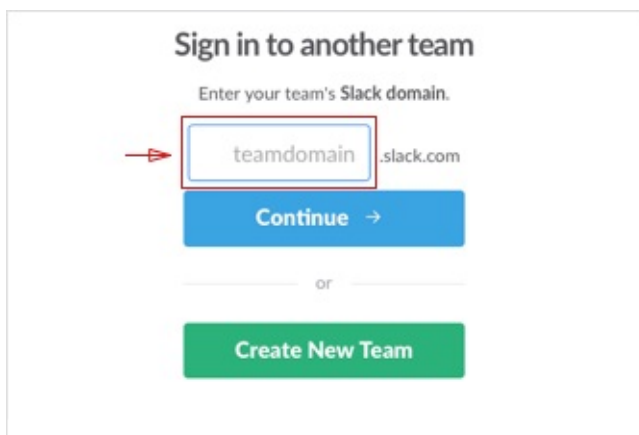 Sign in to another team
Enter your team's Slack domain.
teamdomain .slack.com
Continue →
or
Create New Team